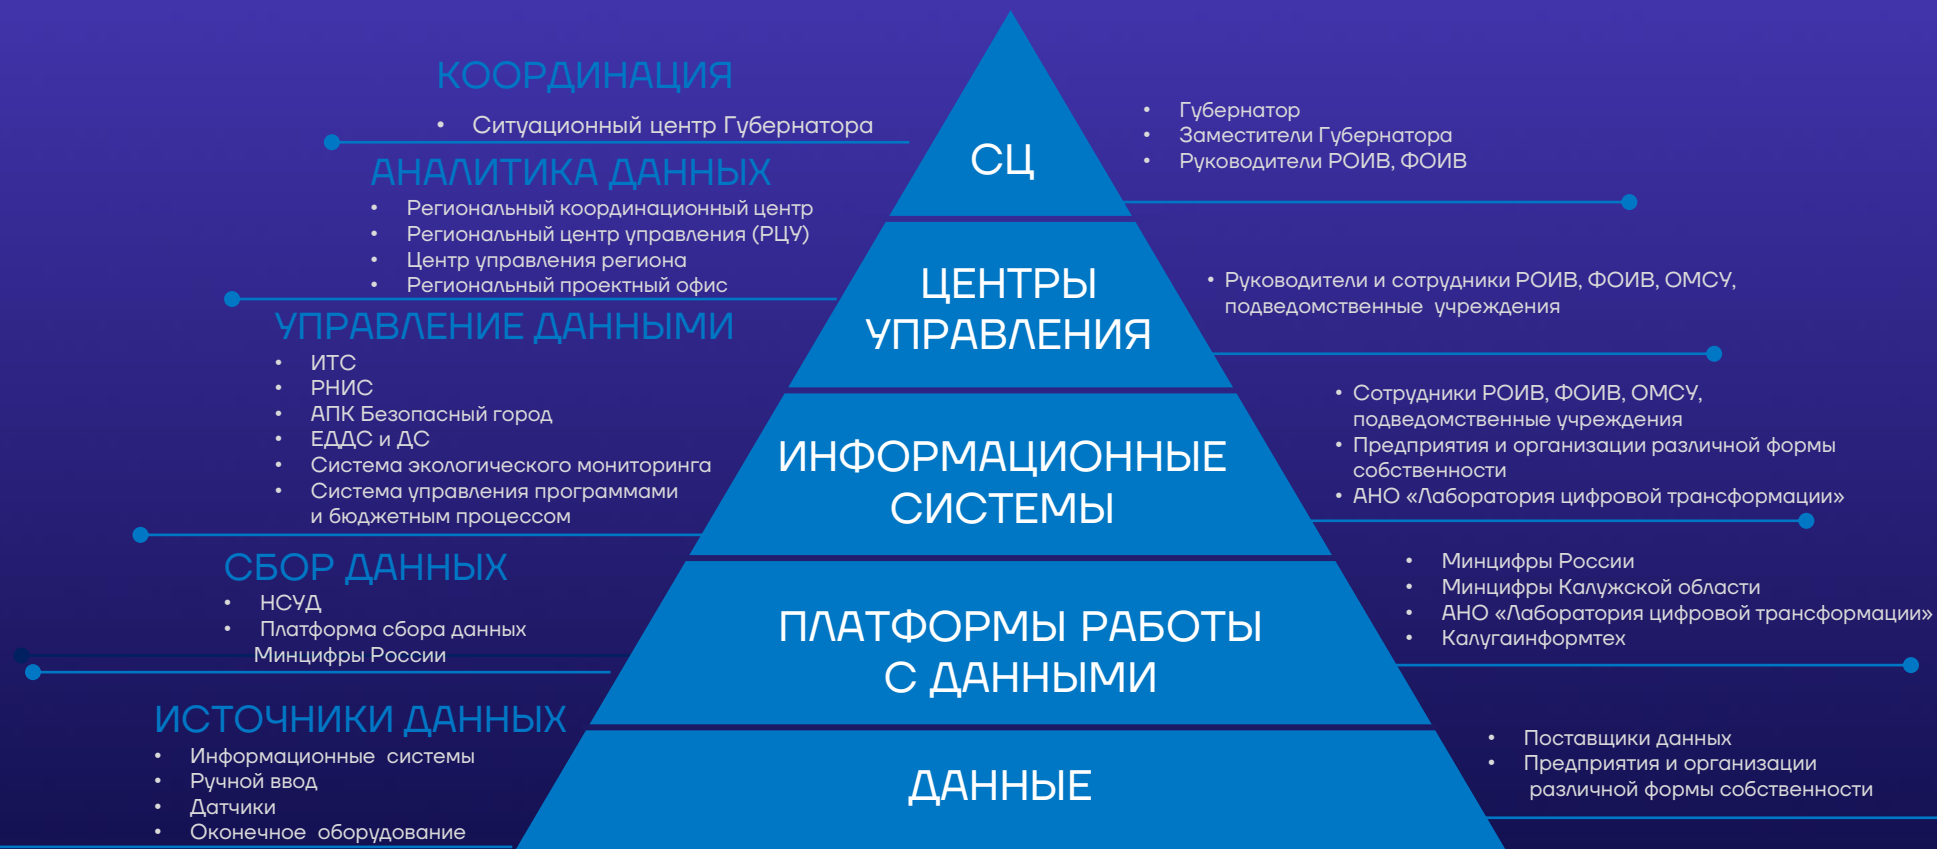 КООРДИНАЦИЯ
• Ситуационный центр Губернатора
АНАЛИТИКА ДАННЫХ
• Региональный координационный центр
• Региональный центр управления (РЦУ)
• Центр управления региона
• Региональный проектный офис
УПРАВЛЕНИЕ ДАННЫМИ
• ИТС
• РНИС
• АПК Безопасный город
• ЕДДС и ДС
• Система экологического мониторинга
• Система управления программами
и бюджетным процессом
СБОР ДАННЫХ
• НСУД
• Платформа сбора данных
Минцифры России
ИСТОЧНИКИ ДАННЫХ
• Информационные системы
• Ручной ввод
• Датчики
• Оконечное оборудование
СЦ
ЦЕНТРЫ
УПРАВЛЕНИЯ
ИНФОРМАЦИОННЫЕ
СИСТЕМЫ
ПЛАТФОРМЫ РАБОТЫ
С ДАННЫМИ
ДАННЫЕ
• Губернатор
• Заместители Губернатора
• Руководители РОИВ, ФОИВ
• Руководители и сотрудники РОИВ, ФОИВ, ОМСУ,
подведомственные учреждения
• Сотрудники РОИВ, ФОИВ, ОМСУ,
подведомственные учреждения
• Предприятия и организации различной формы
собственности
• АНО «Лаборатория цифровой трансформации»
• Минцифры России
• Минцифры Калужской области
• АНО «Лаборатория цифровой трансформации»
• Калугаинформтех
• Поставщики данных
• Предприятия и организации
различной формы собственности